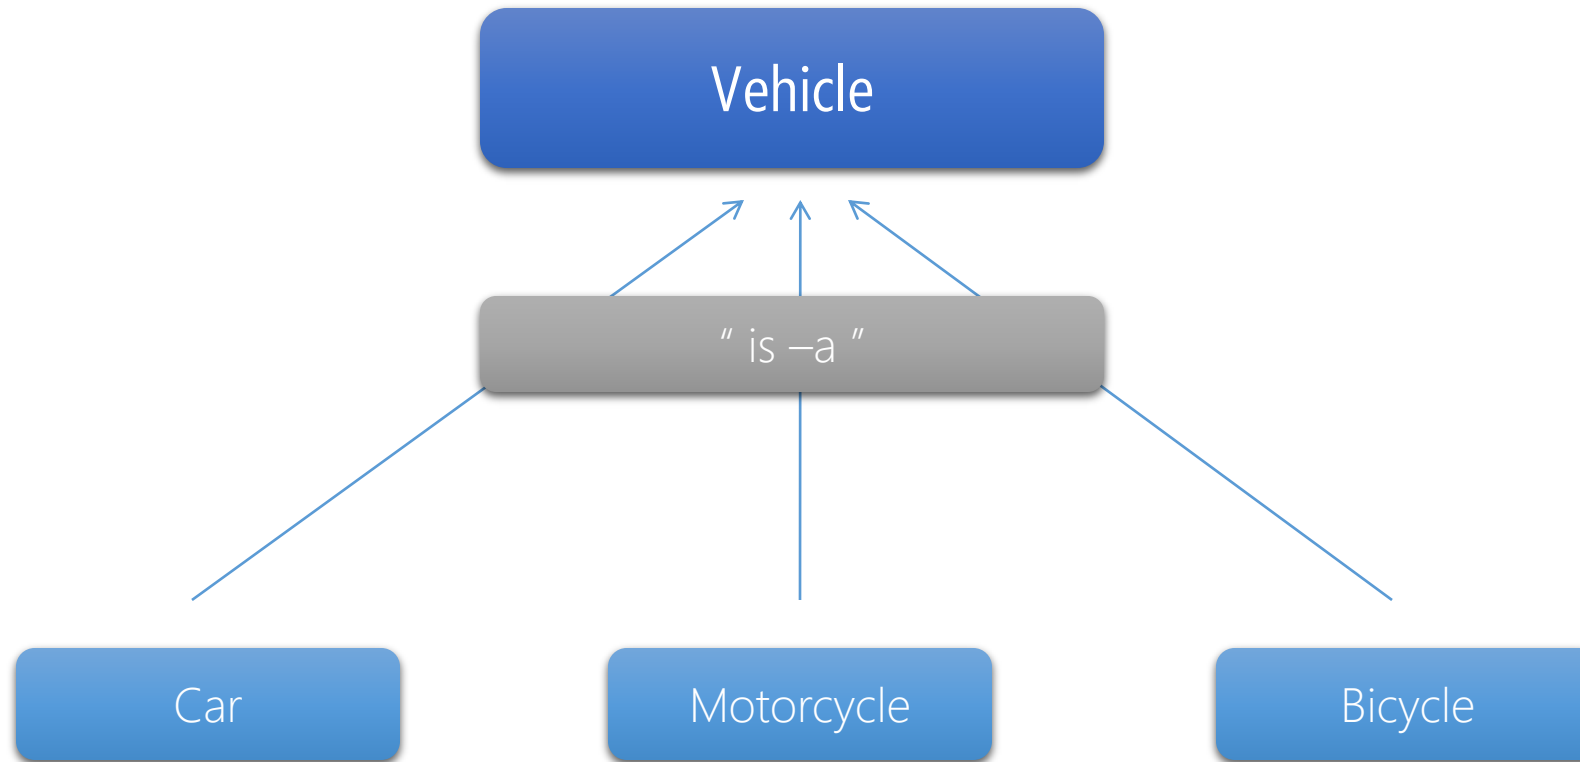 Vehicle
“ is –a ”
Car
Motorcycle
Bicycle